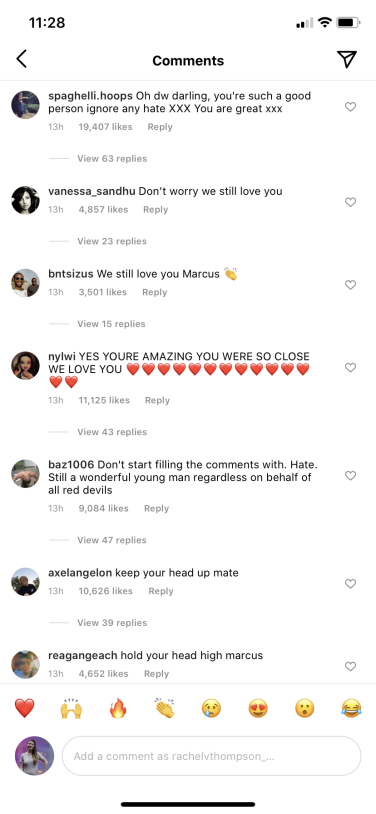 11:28
Comments
spaghelli.hoops Oh dw darling, you're such a good
person ignore any hate XXX You are great xxx
13h 19,407 likes Reply
View 63 replies
vanessa_sandhu Don't worry we still love you
13h 4,857 likes Reply
View 23 replies
bntsizus We still love you Marcus 👏
13h 3,501 likes Reply
View 15 replies
nylwi YES YOURE AMAZING YOU WERE SO CLOSE
WE LOVE YOU ❤️❤️❤️❤️❤️❤️❤️❤️❤️❤️❤️❤️
❤️❤️
13h 11,125 likes Reply
View 43 replies
baz1006 Don't start filling the comments with. Hate.
Still a wonderful young man regardless on behalf of
all red devils
13h 9,084 likes Reply
View 47 replies
axelangelon keep your head up mate
13h 10,626 likes Reply
View 39 replies
reagangeach hold your head high marcus
13h 4,652 likes Reply
❤️ 🙌 🔥 👏 😢 😍 😮 😂
Add a comment as rachelvthompson_...